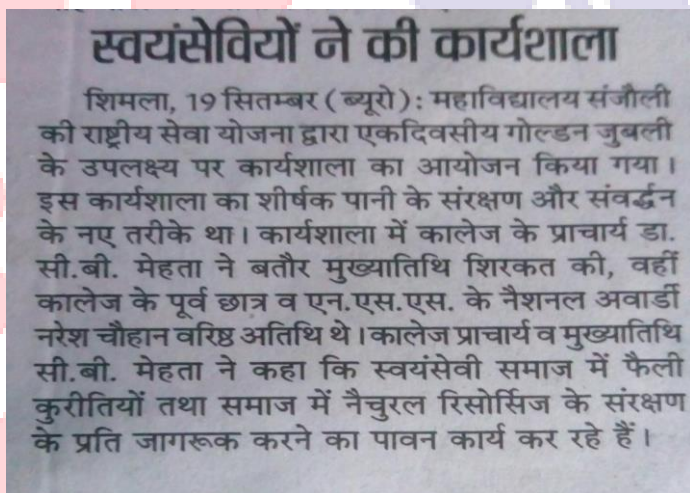 स्वयंसेवियों ने की कार्यशाला
शिमला, 19 सितम्बर (ब्यूरो): महाविद्यालय संजौली
की राष्ट्रीय सेवा योजना द्वारा एकदिवसीय गोल्डन जुबली
के उपलक्ष्य पर कार्यशाला का आयोजन किया गया।
इस कार्यशाला का शीर्षक पानी के संरक्षण और संवर्द्धन
के नए तरीके था। कार्यशाला में कालेज के प्राचार्य डा.
सी.बी. मेहता ने बतौर मुख्यातिथि शिरकत की, वहीं
कालेज के पूर्व छात्र व एन.एस.एस. के नैशनल अवार्डी
नरेश चौहान वरिष्ठ अतिथि थे। कालेज प्राचार्य व मुख्यातिथि
सी.बी. मेहता ने कहा कि स्वयंसेवी समाज में फैली
कुरीतियों तथा समाज में नैचुरल रिसोर्सिज के संरक्षण
के प्रति जागरूक करने का पावन कार्य कर रहे हैं।